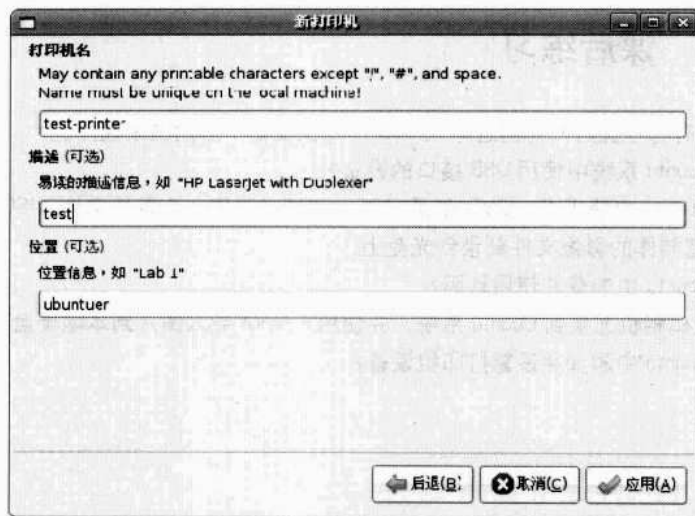 新打印机
打印机名
May contain any printable characters except "/", "#", and space.
Name must be unique on the local machine!
test-printer
描述 (可选)
易读的描述信息，如 "HP LaserJet with Duplexer"
test
位置 (可选)
位置信息，如 "Lab 1"
ubuntuer
后退(B)
取消(C)
应用(A)